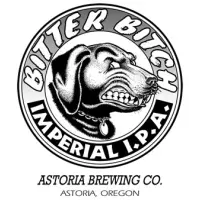 BITTER BITCH
IMPERIAL I.P.A.
ASTORIA BREWING CO.
ASTORIA, OREGON